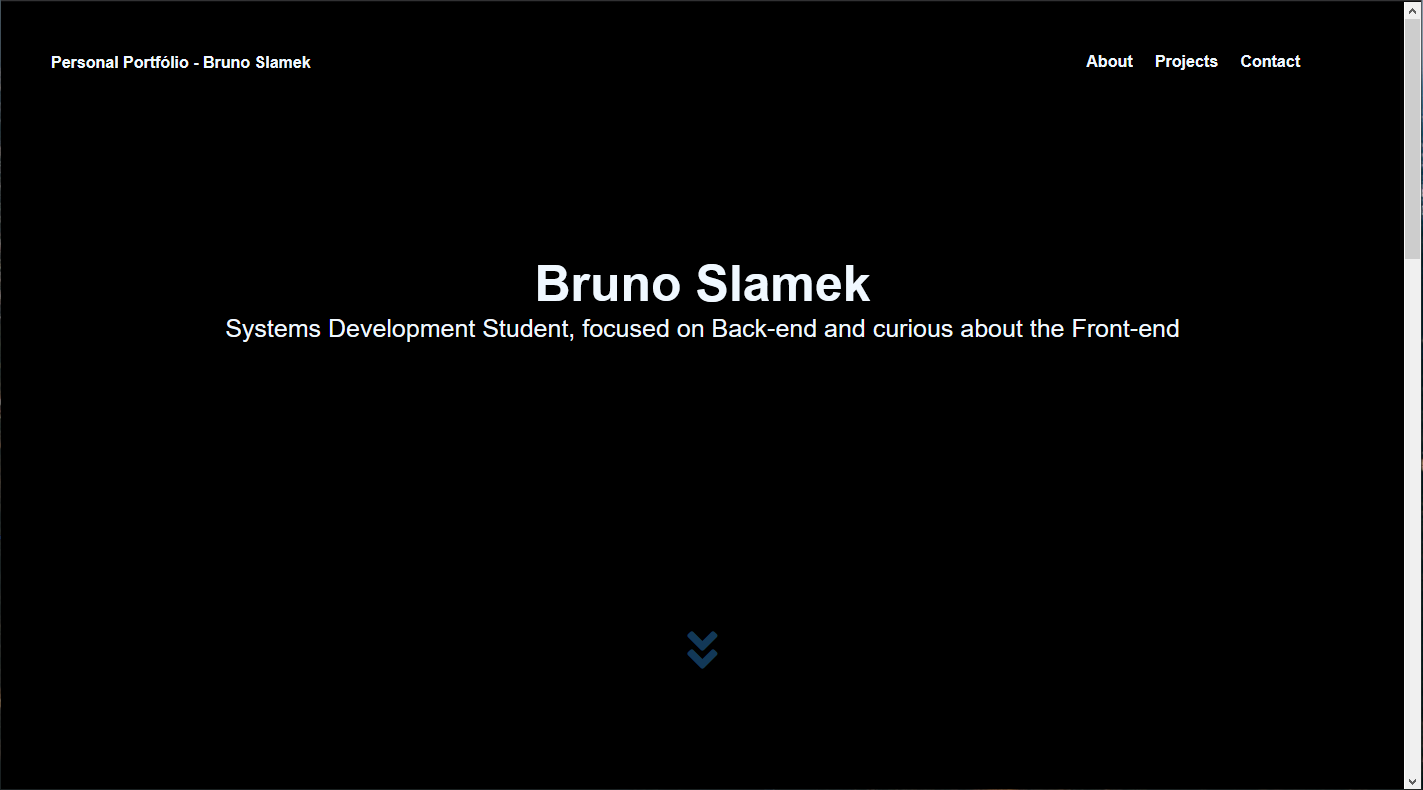 Personal Portfólio - Bruno Slamek
About Projects Contact
Bruno Slamek
Systems Development Student, focused on Back-end and curious about the Front-end